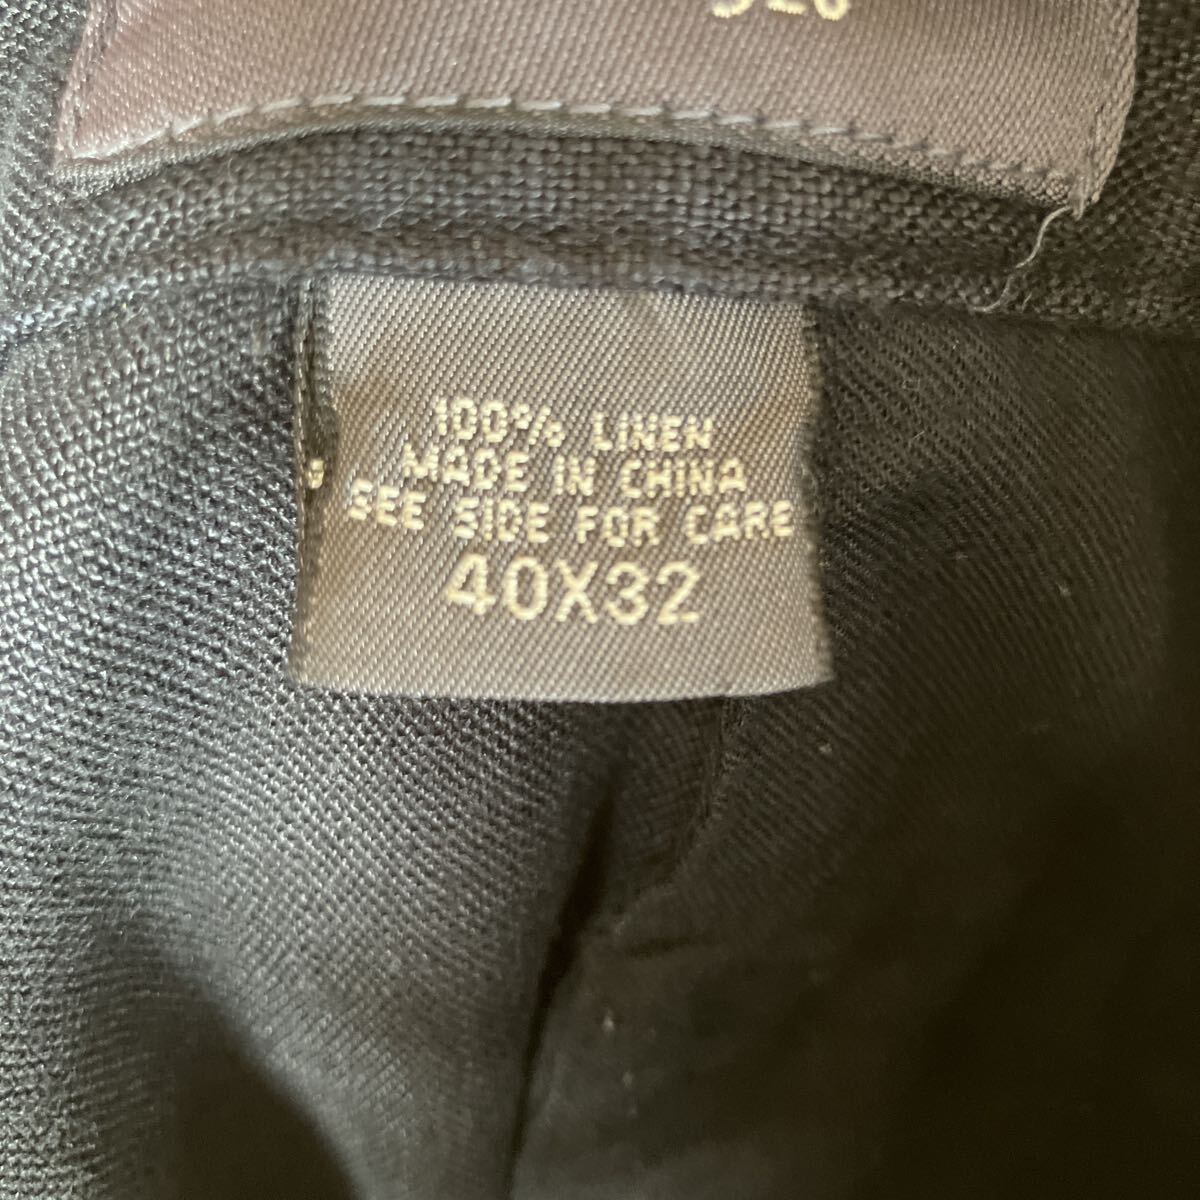 100% LINEN
MADE IN CHINA
SEE SIDE FOR CARE
40X32